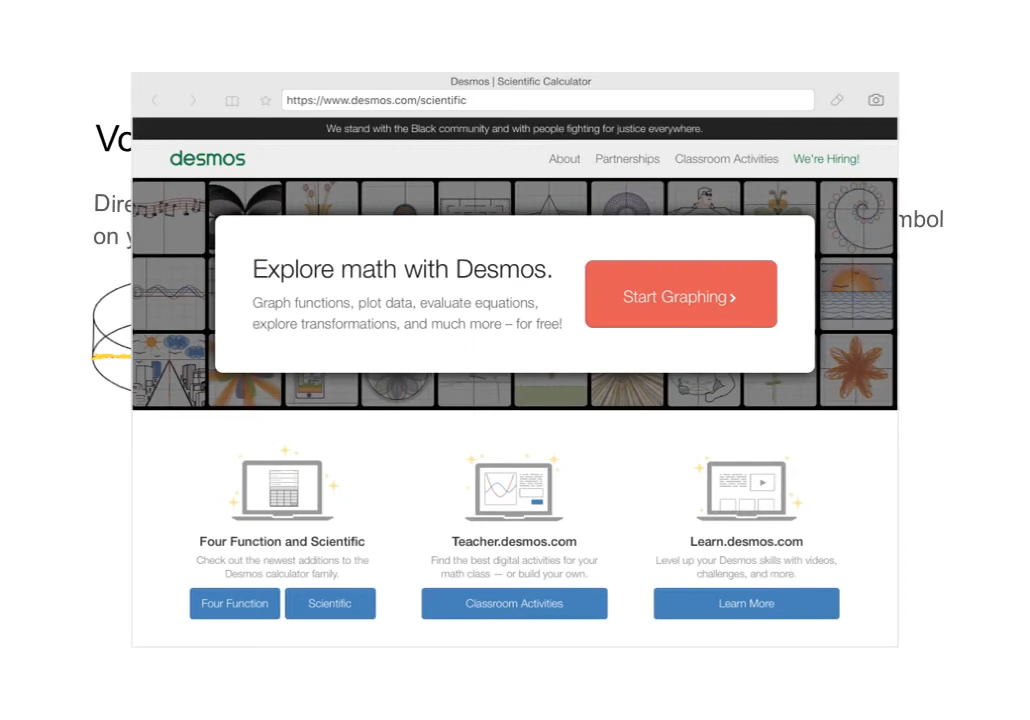 Desmos | Scientific Calculator
https://www.desmos.com/scientific
We stand with the Black community and with people fighting for justice everywhere.
desmos
About Partnerships Classroom Activities We're Hiring!
Explore math with Desmos.
Graph functions, plot data, evaluate equations,
explore transformations, and much more – for free!
Start Graphing
Four Function and Scientific
Check out the newest additions to the
Desmos calculator family.
Four Function Scientific
Teacher.desmos.com
Find the best digital activities for your
math class — or build your own.
Classroom Activities
Learn.desmos.com
Level up your Desmos skills with videos,
challenges, and more.
Learn More
on